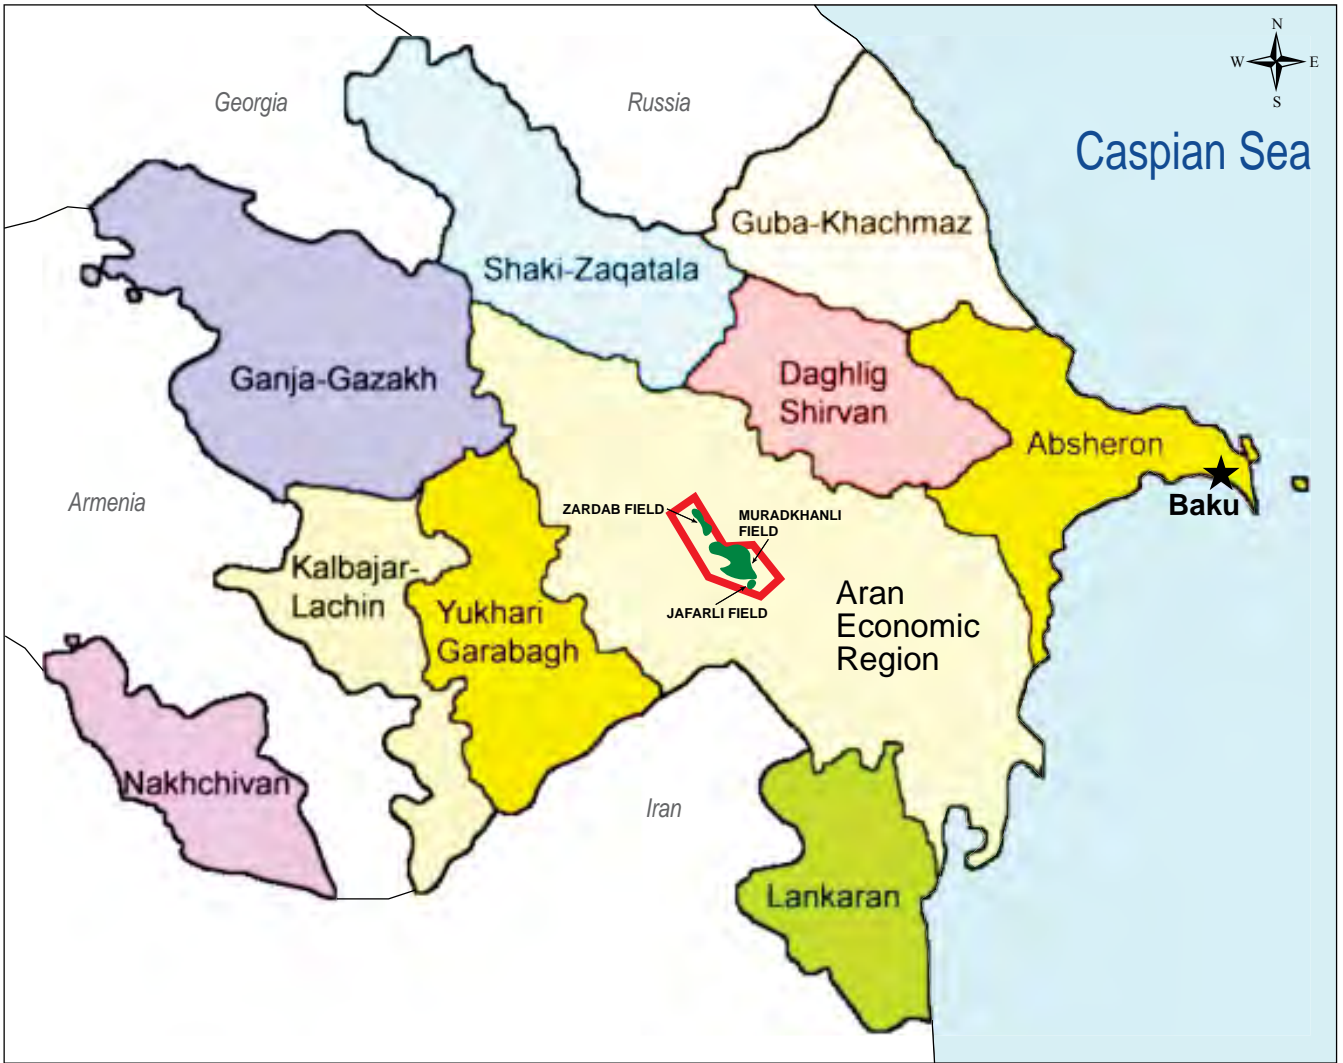 N
W
E
S
Georgia
Russia
Caspian Sea
Guba-Khachmaz
Shaki-Zaqatala
Ganja-Gazakh
Daghlig
Shirvan
Absheron
Baku
Armenia
ZARDAB FIELD
MURADKHANLI
FIELD
JAFARLI FIELD
Kalbajar-
Lachin
Yukhari
Garabagh
Aran
Economic
Region
Nakhchivan
Iran
Lankaran